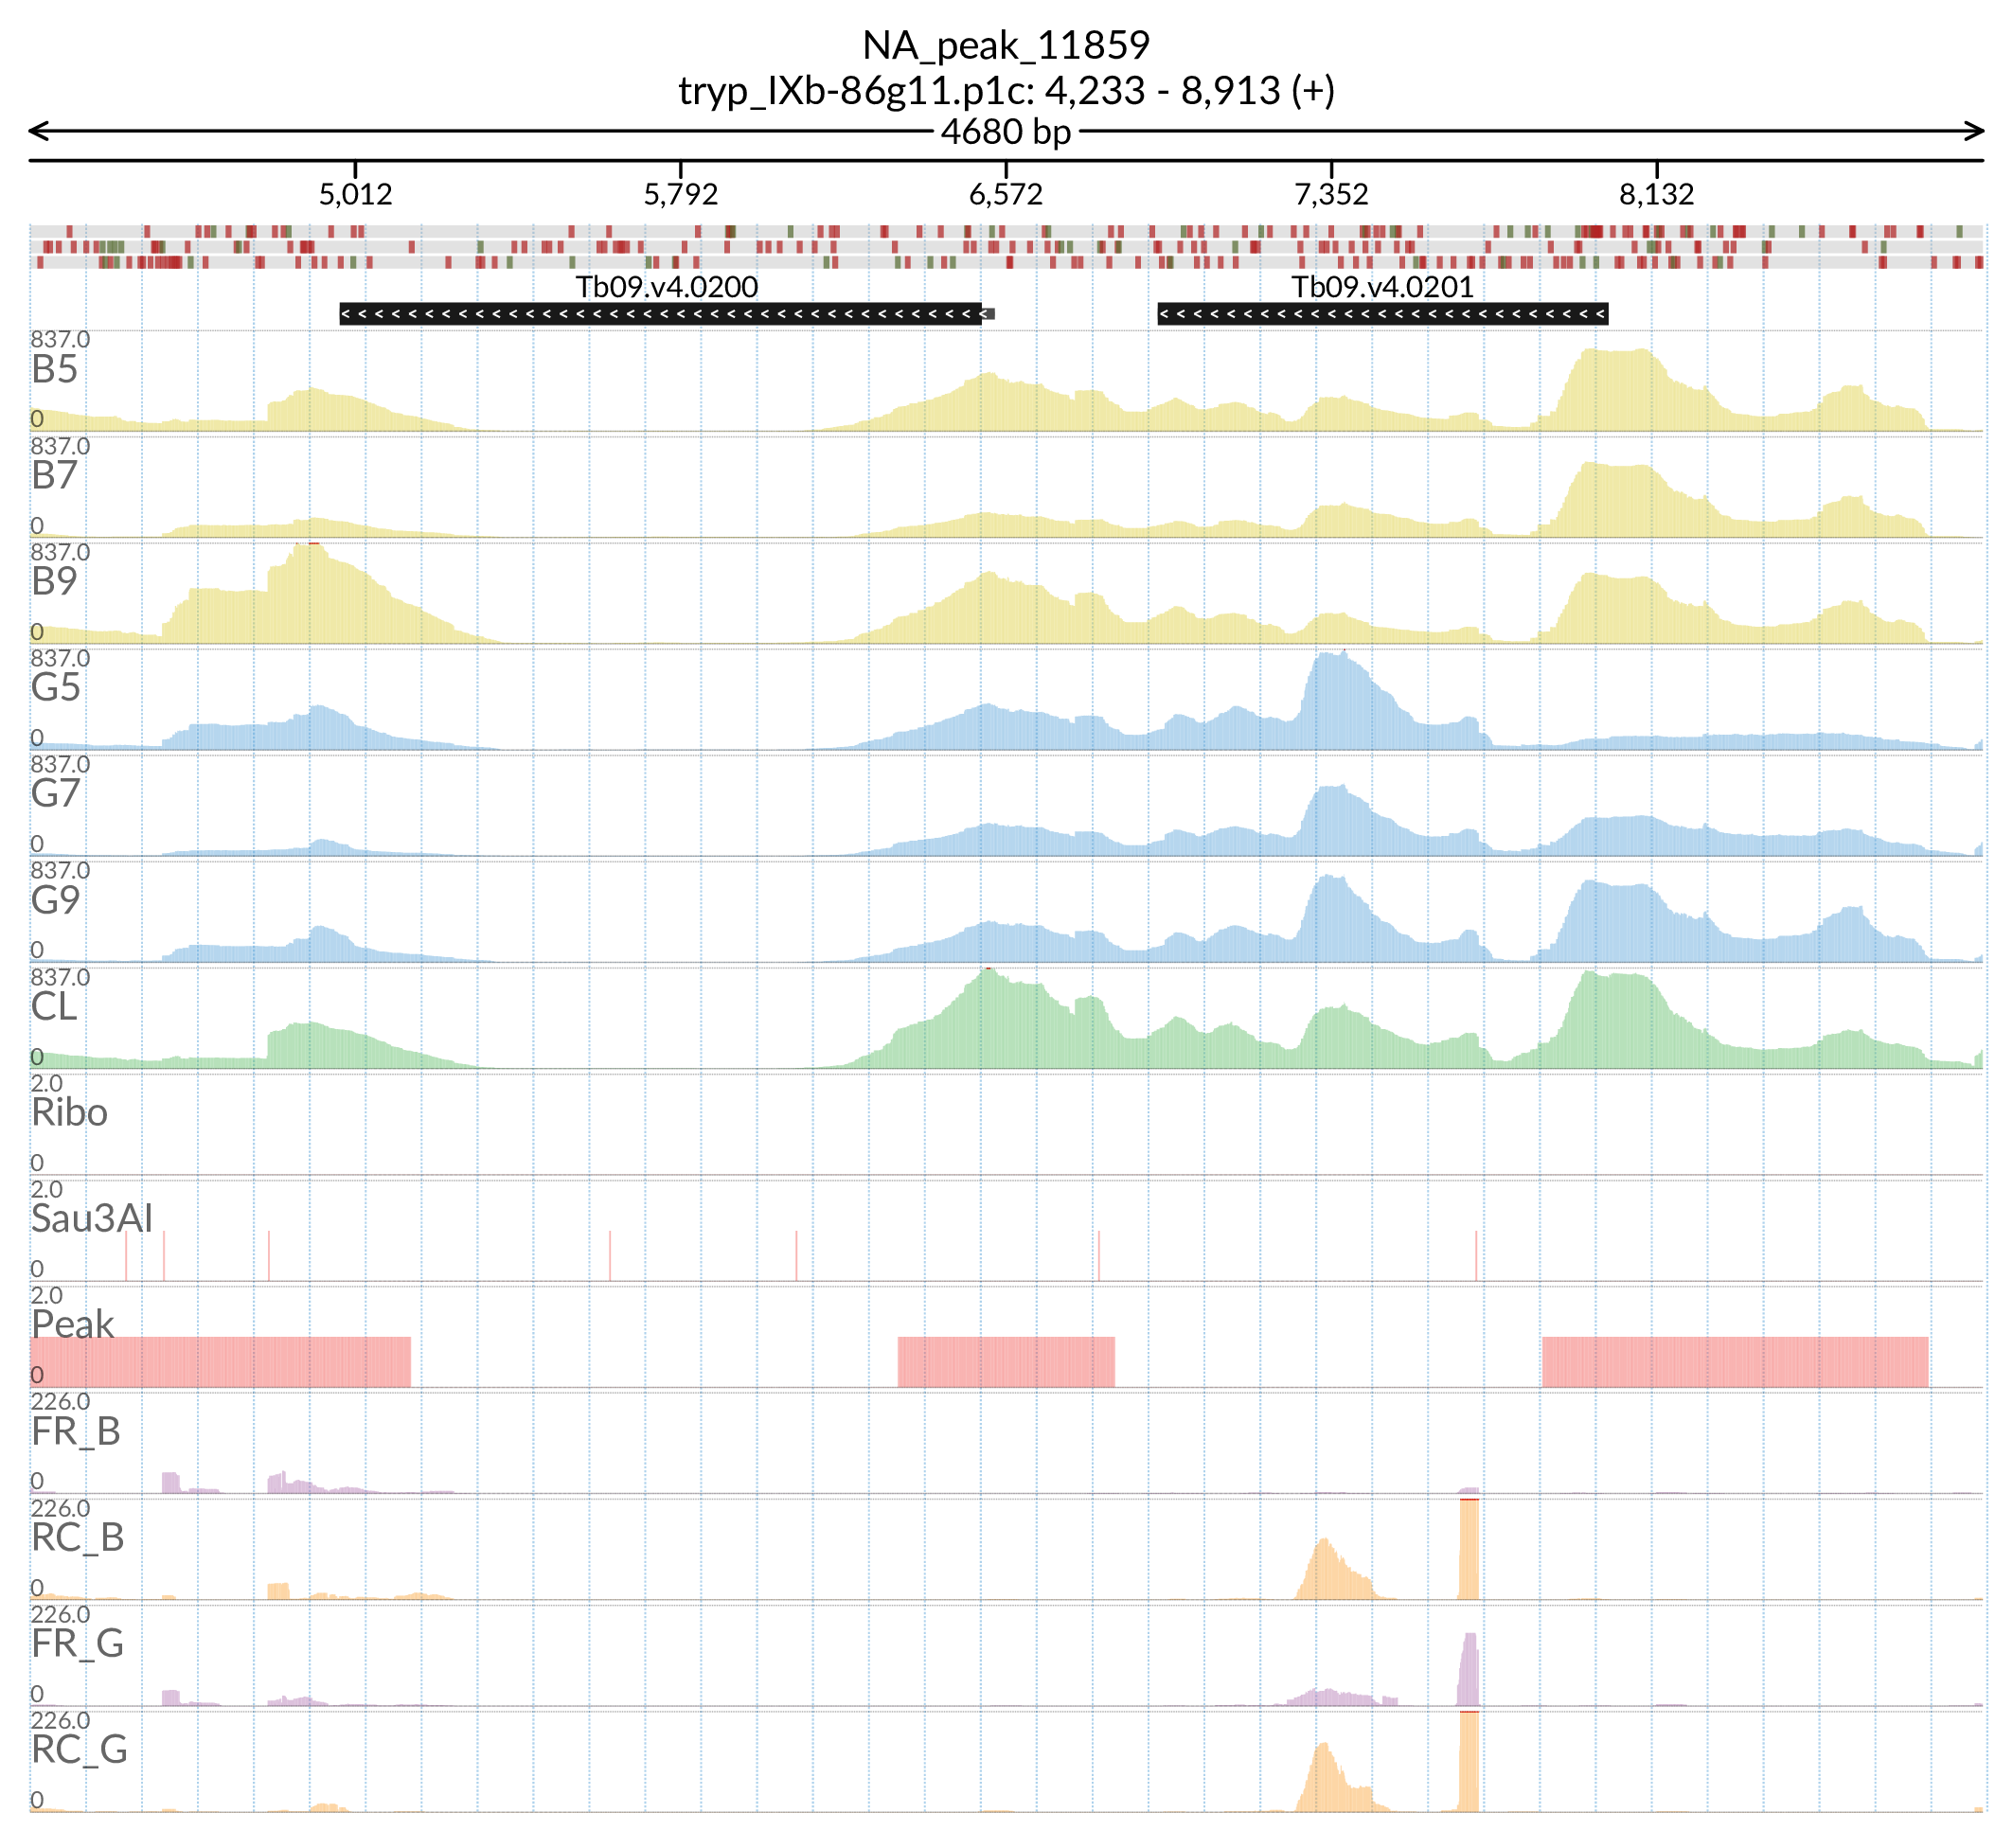 NA_peak_11859
tryp_IXb-86g11.p1c: 4,233 - 8,913 (+)
4680 bp
5,012 5,792 6,572 7,352 8,132
Tb09.v4.0200 Tb09.v4.0201
837.0
B5
0
837.0
B7
0
837.0
B9
0
837.0
G5
0
837.0
G7
0
837.0
G9
0
837.0
CL
0
2.0
Ribo
0
2.0
Sau3AI
0
2.0
Peak
0
226.0
FR_B
0
226.0
RC_B
0
226.0
FR_G
0
226.0
RC_G
0